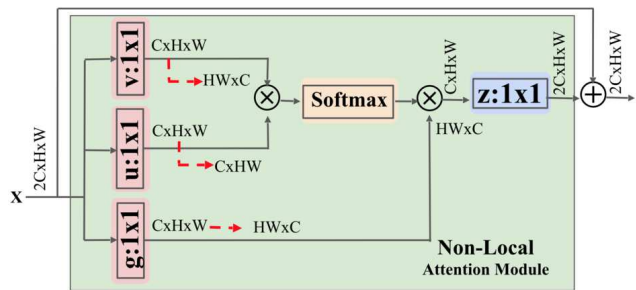 X
2CxHxW
v:1x1
CxHxW
HWxC
u:1x1
CxHxW
CxHW
g:1x1
CxHxW
HWxC
Softmax
HWxC
CxHxW
z:1x1
2CxHxW
2CxHxW
Non-Local
Attention Module